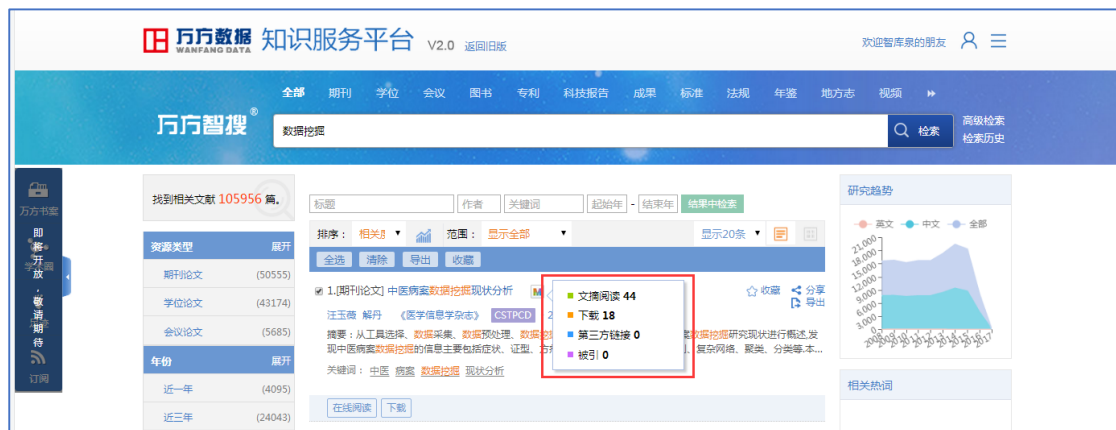 万方数据 WANFANG DATA 知识服务平台 V2.0 返回旧版 欢迎智库泉的朋友
全部 期刊 学位 会议 图书 专利 科技报告 成果 标准 法规 年鉴 地方志 视频
万方智搜® 数据挖掘 检索 高级检索
检索历史
万方书案
即将开放,敬请期待
订阅
找到相关文献 105956 篇。
资源类型 展开
期刊论文 (50555)
学位论文 (43174)
会议论文 (5685)
年份 展开
近一年 (4095)
近三年 (24043)
标题 作者 关键词 起始年 - 结束年 结果中检索
排序: 相关度 范围: 显示全部 显示20条
全选 清除 导出 收藏
1.[期刊论文] 中医病案数据挖掘现状分析 M 收藏 分享
导出
汪玉薇 解丹 《医学信息学杂志》 CSTPCD 2
摘要:从工具选择、数据采集、数据预处理、数据挖 数据挖掘研究现状进行概述,发
现中医病案数据挖掘的信息主要包括症状、证型、方 、复杂网络、聚类、分类等.本...
关键词: 中医 病案 数据挖掘 现状分析
在线阅读 下载
文摘阅读 44
下载 18
第三方链接 0
被引 0
研究趋势
英文 中文 全部
21,000
18,000
15,000
12,000
9,000
6,000
3,000
0
2008 2009 2010 2011 2012 2013 2014 2015 2016 2017
相关热词